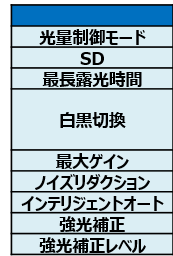 光量制御モード
SD
最長露光時間
白黒切換
最大ゲイン
ノイズリダクション
インテリジェントオート
強光補正
強光補正レベル